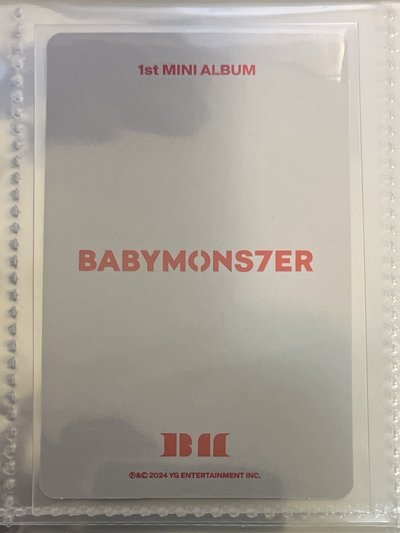 1st MINI ALBUM
BABYMONS7ER
BM
℗&© 2024 YG ENTERTAINMENT INC.